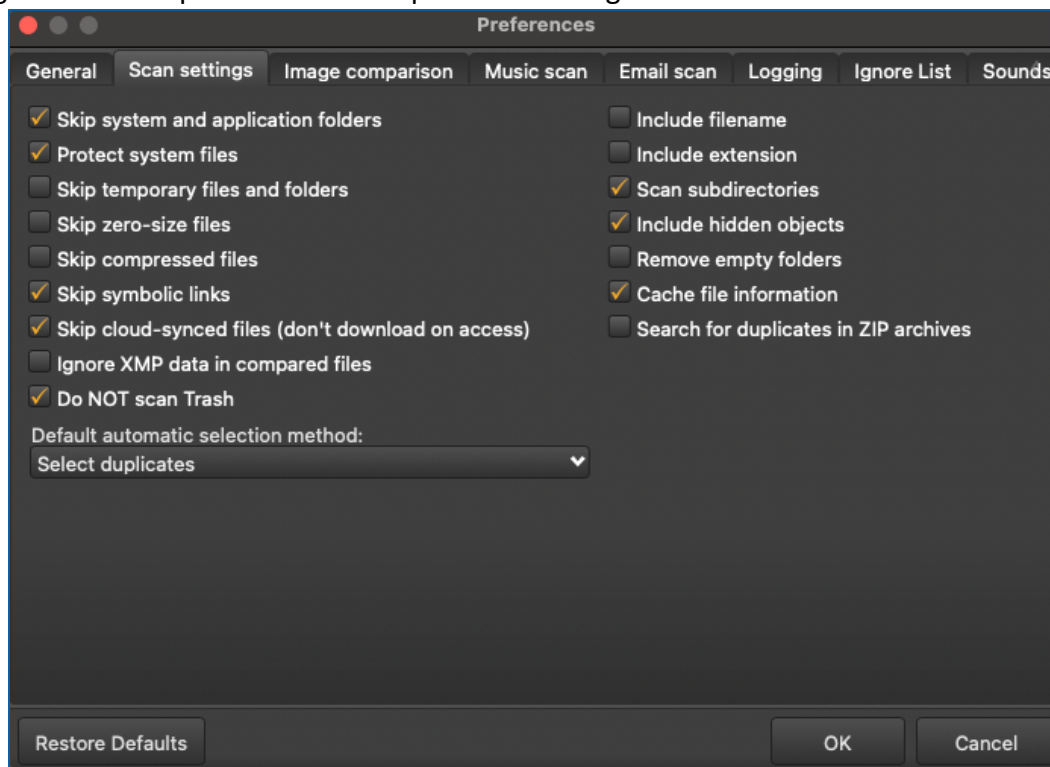 Preferences
General Scan settings Image comparison Music scan Email scan Logging Ignore List Sounds
Skip system and application folders
Protect system files
Skip temporary files and folders
Skip zero-size files
Skip compressed files
Skip symbolic links
Skip cloud-synced files (don't download on access)
Ignore XMP data in compared files
Do NOT scan Trash
Default automatic selection method:
Select duplicates
Include filename
Include extension
Scan subdirectories
Include hidden objects
Remove empty folders
Cache file information
Search for duplicates in ZIP archives
Restore Defaults OK Cancel